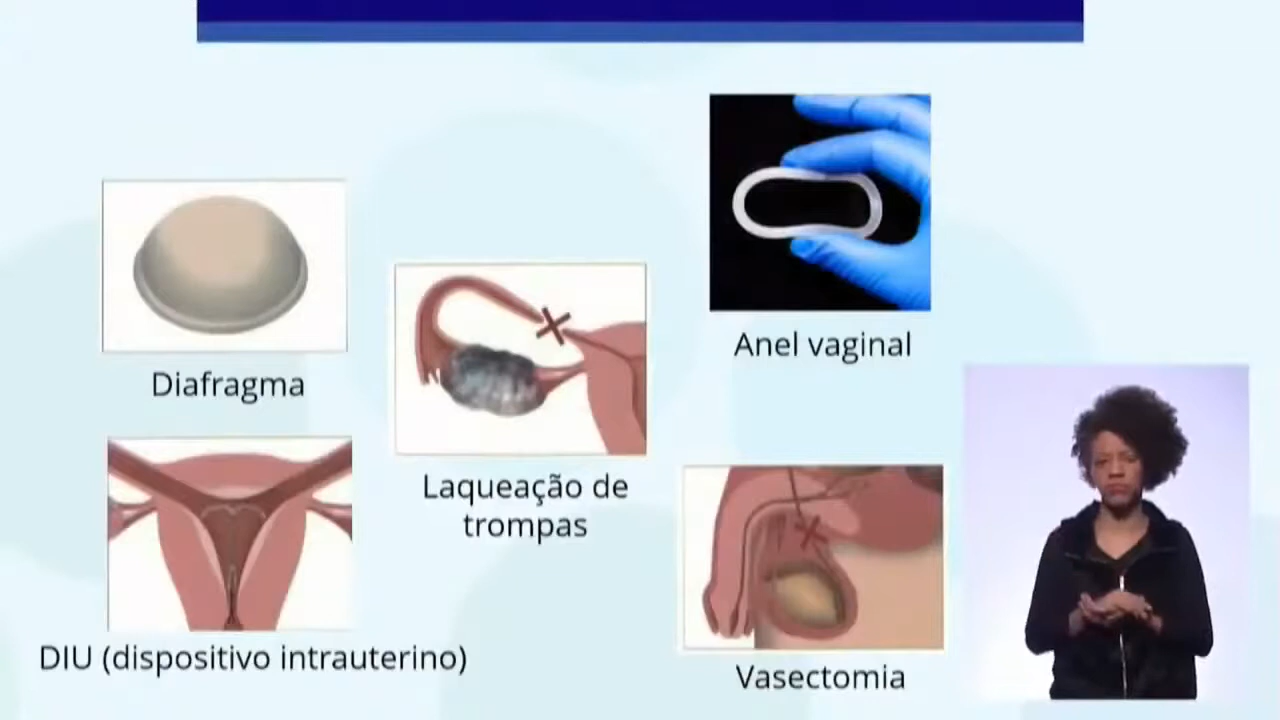 Anel vaginal
Diafragma
Laqueação de
trompas
DIU (dispositivo intrauterino)
Vasectomia